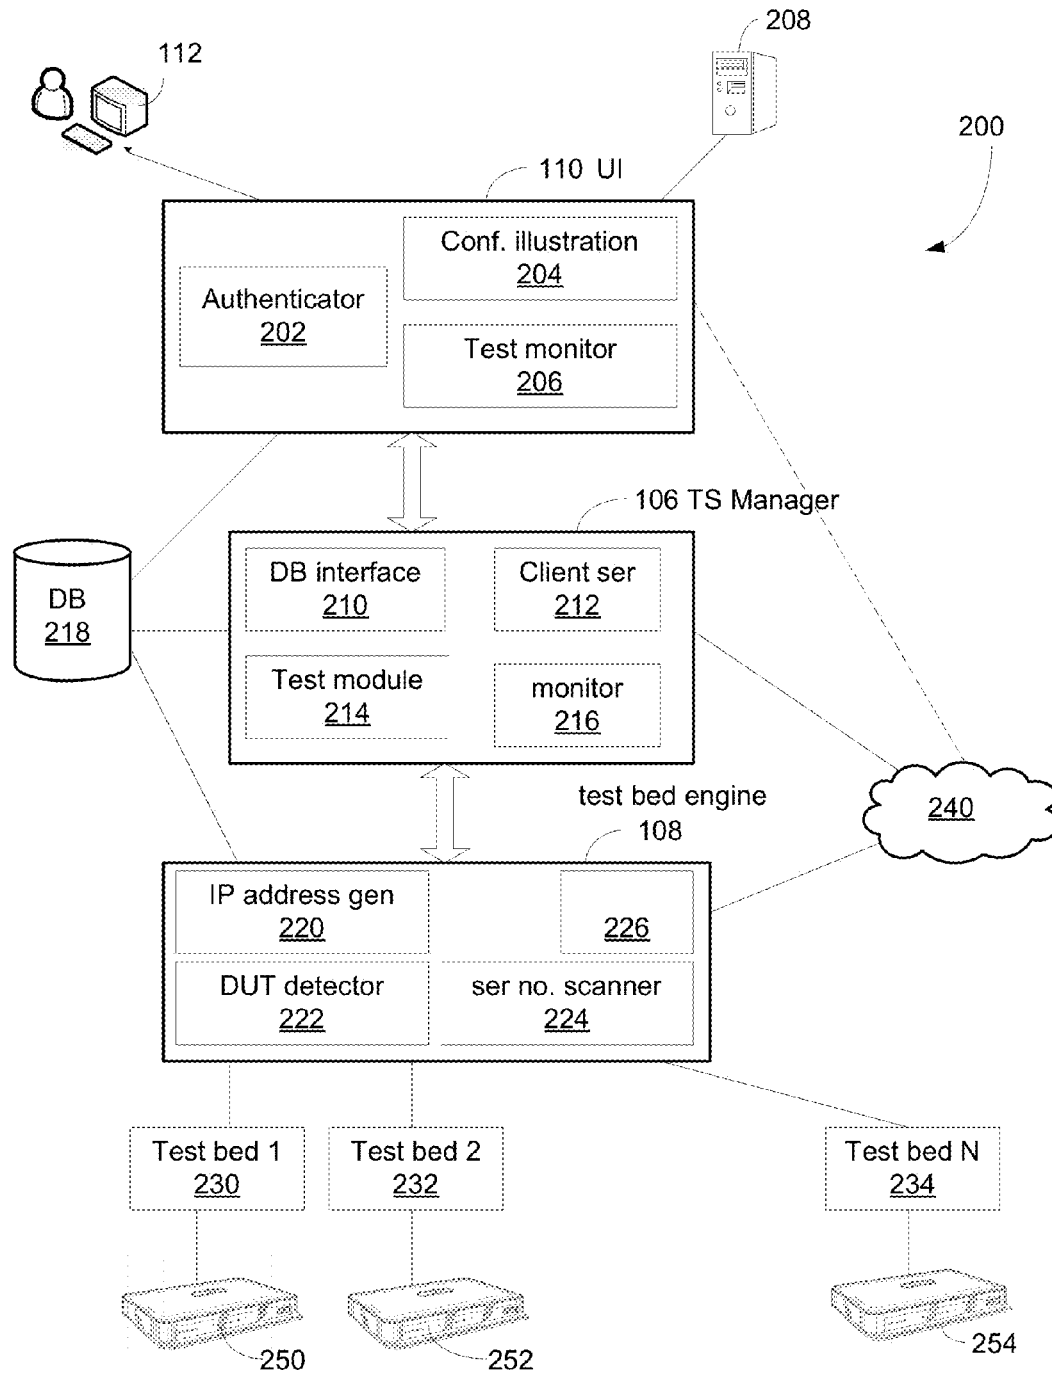 208
112
200
110 UI
Conf. illustration
204
Authenticator
202
Test monitor
206
106 TS Manager
DB interface
210
Client ser
212
DB
218
Test module
214
monitor
216
test bed engine
108
240
IP address gen
220
226
DUT detector
222
ser no. scanner
224
Test bed 1
230
Test bed 2
232
Test bed N
234
250
252
254